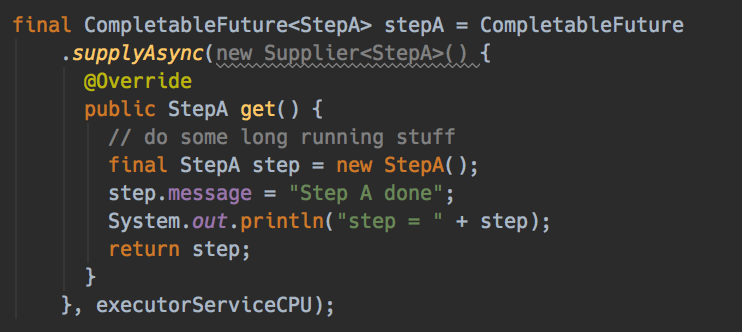 final CompletableFuture<StepA> stepA = CompletableFuture
    .supplyAsync(new Supplier<StepA>() {
      @Override
      public StepA get() {
        // do some long running stuff
        final StepA step = new StepA();
        step.message = "Step A done";
        System.out.println("step = " + step);
        return step;
      }
    }, executorServiceCPU);